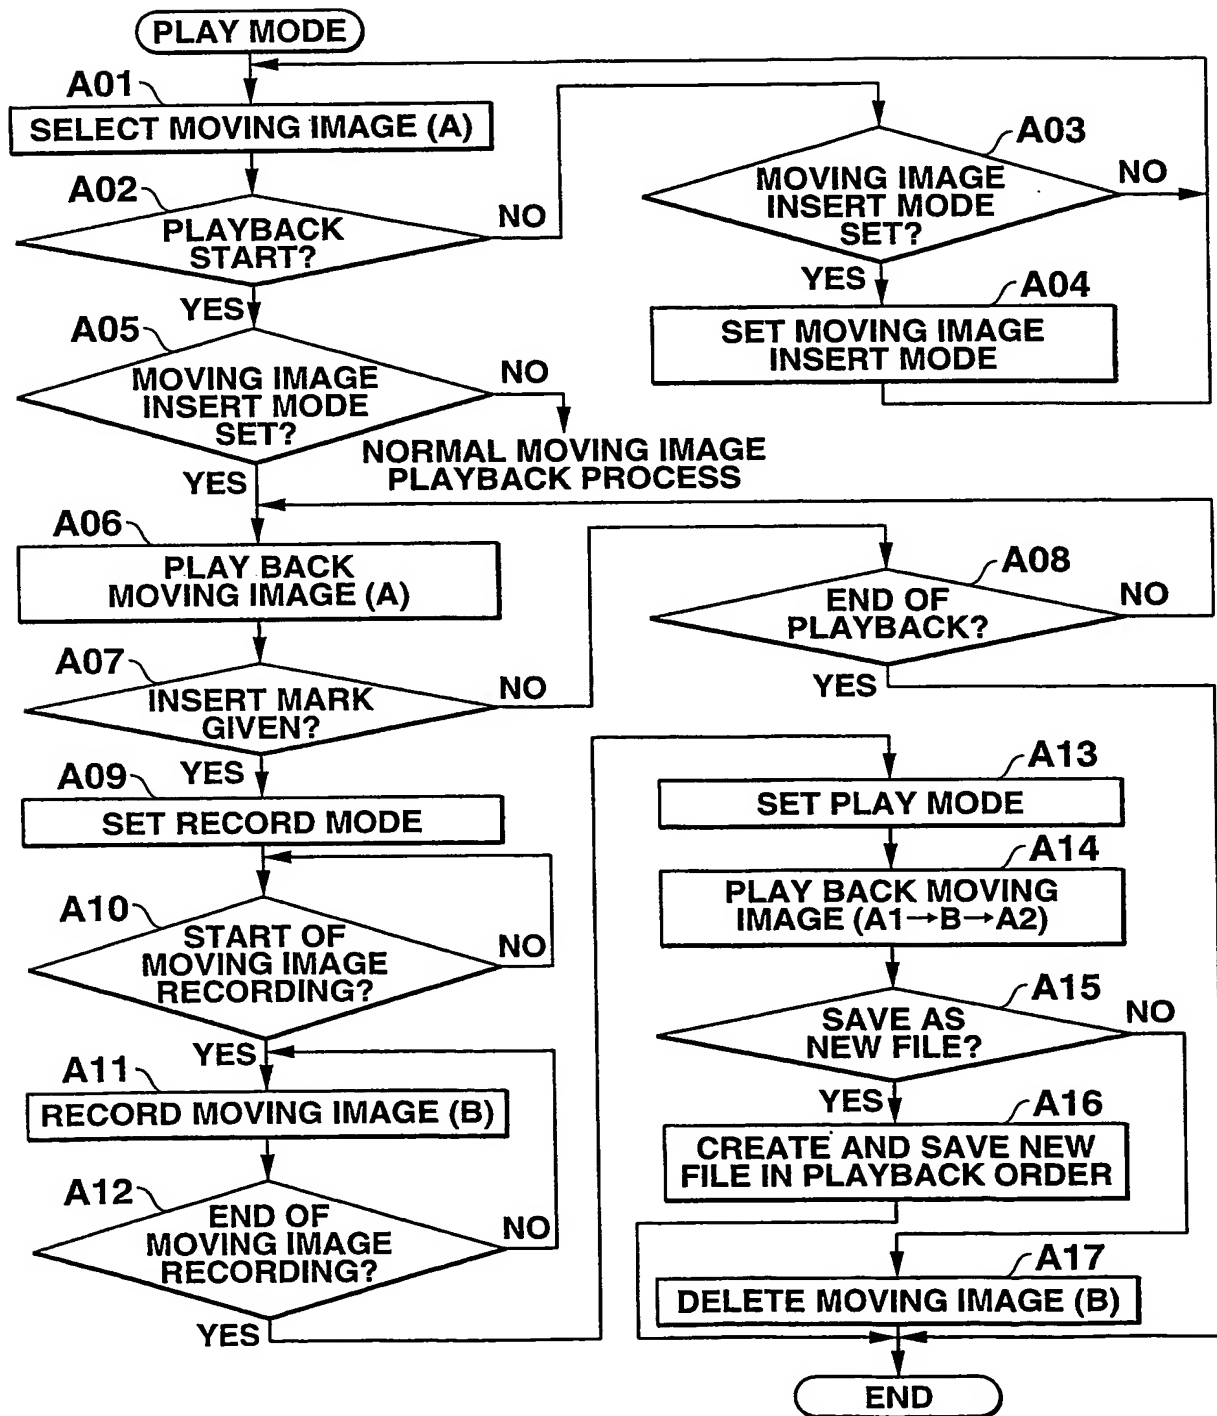 PLAY MODE
A01
SELECT MOVING IMAGE (A)
A02
PLAYBACK
START?
NO
YES
A03
MOVING IMAGE
INSERT MODE
SET?
NO
YES
A04
SET MOVING IMAGE
INSERT MODE
A05
MOVING IMAGE
INSERT MODE
SET?
NO
NORMAL MOVING IMAGE
PLAYBACK PROCESS
YES
A06
PLAY BACK
MOVING IMAGE (A)
A07
INSERT MARK
GIVEN?
NO
YES
A08
END OF
PLAYBACK?
NO
YES
A09
SET RECORD MODE
A10
START OF
MOVING IMAGE
RECORDING?
NO
YES
A11
RECORD MOVING IMAGE (B)
A12
END OF
MOVING IMAGE
RECORDING?
NO
YES
A13
SET PLAY MODE
A14
PLAY BACK MOVING
IMAGE (A1→B→A2)
A15
SAVE AS
NEW FILE?
NO
YES
A16
CREATE AND SAVE NEW
FILE IN PLAYBACK ORDER
A17
DELETE MOVING IMAGE (B)
END